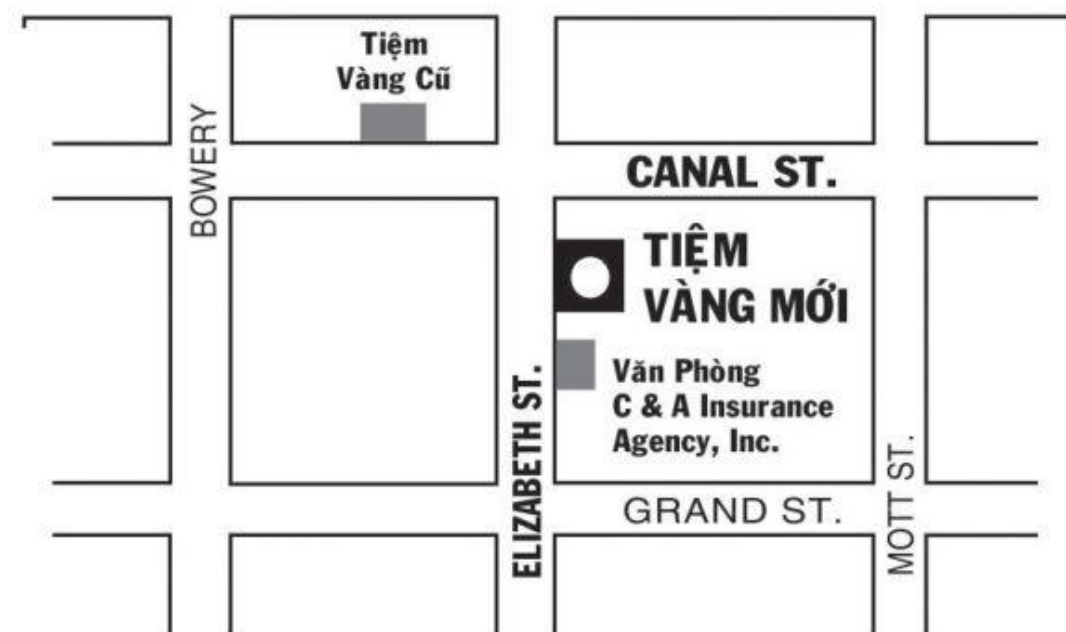 Tiệm
Vàng Cũ
BOWERY
CANAL ST.
TIỆM
VÀNG MỚI
Văn Phòng
C & A Insurance
Agency, Inc.
ELIZABETH ST.
GRAND ST.
MOTT ST.